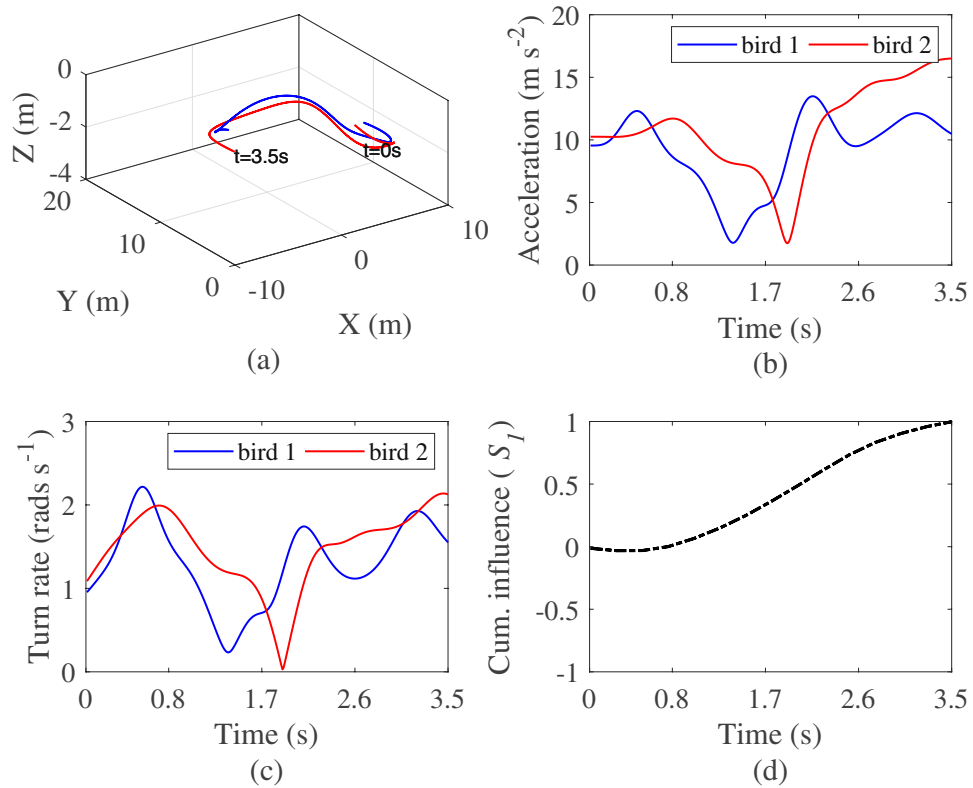 0
-2
-4
Z (m)
20
10
0
Y (m)
-10
0
10
X (m)
t=3.5s
t=0s
(a)
20
15
10
5
0
Acceleration (m s⁻²)
bird 1
bird 2
0 0.8 1.7 2.6 3.5
Time (s)
(b)
3
2
1
0
Turn rate (rads s⁻¹)
bird 1
bird 2
0 0.8 1.7 2.6 3.5
Time (s)
(c)
1
0.5
0
-0.5
-1
Cum. influence ( S_1)
0 0.8 1.7 2.6 3.5
Time (s)
(d)